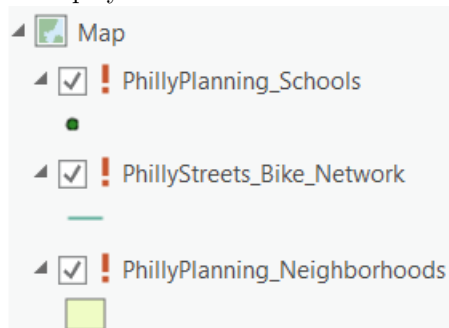 Map
PhillyPlanning_Schools
PhillyStreets_Bike_Network
PhillyPlanning_Neighborhoods